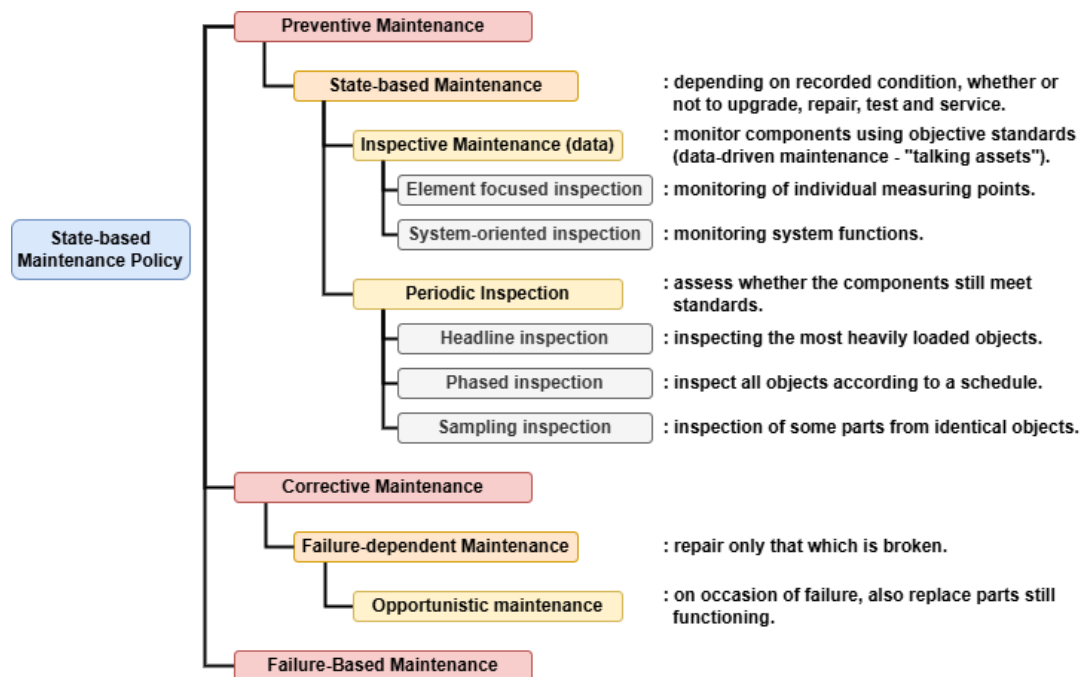 Preventive Maintenance
State-based Maintenance
: depending on recorded condition, whether or
not to upgrade, repair, test and service.
Inspective Maintenance (data)
: monitor components using objective standards
(data-driven maintenance - "talking assets").
Element focused inspection
: monitoring of individual measuring points.
System-oriented inspection
: monitoring system functions.
State-based
Maintenance Policy
Periodic Inspection
: assess whether the components still meet
standards.
Headline inspection
: inspecting the most heavily loaded objects.
Phased inspection
: inspect all objects according to a schedule.
Sampling inspection
: inspection of some parts from identical objects.
Corrective Maintenance
Failure-dependent Maintenance
: repair only that which is broken.
Opportunistic maintenance
: on occasion of failure, also replace parts still
functioning.
Failure-Based Maintenance